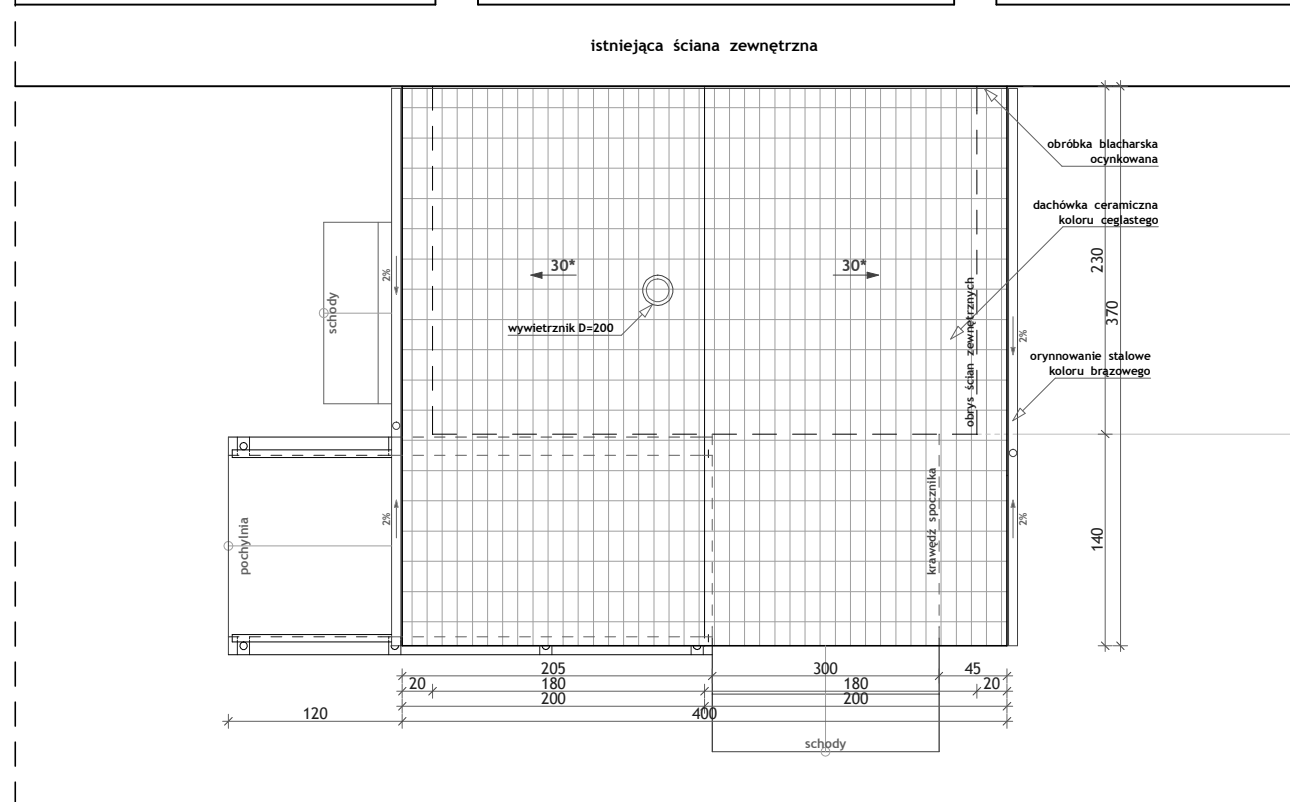 istniejąca ściana zewnętrzna
obróbka blacharska
ocynkowana
dachówka ceramiczna
koloru ceglastego
230
370
30*
30*
2%
schody
wywietrznik D=200
obrys ścian zewnętrznych
2%
orynnowanie stalowe
koloru brązowego
krawędź spocznika
2%
2%
pochylnia
140
205
300
45
20
180
180
20
200
200
120
400
schody